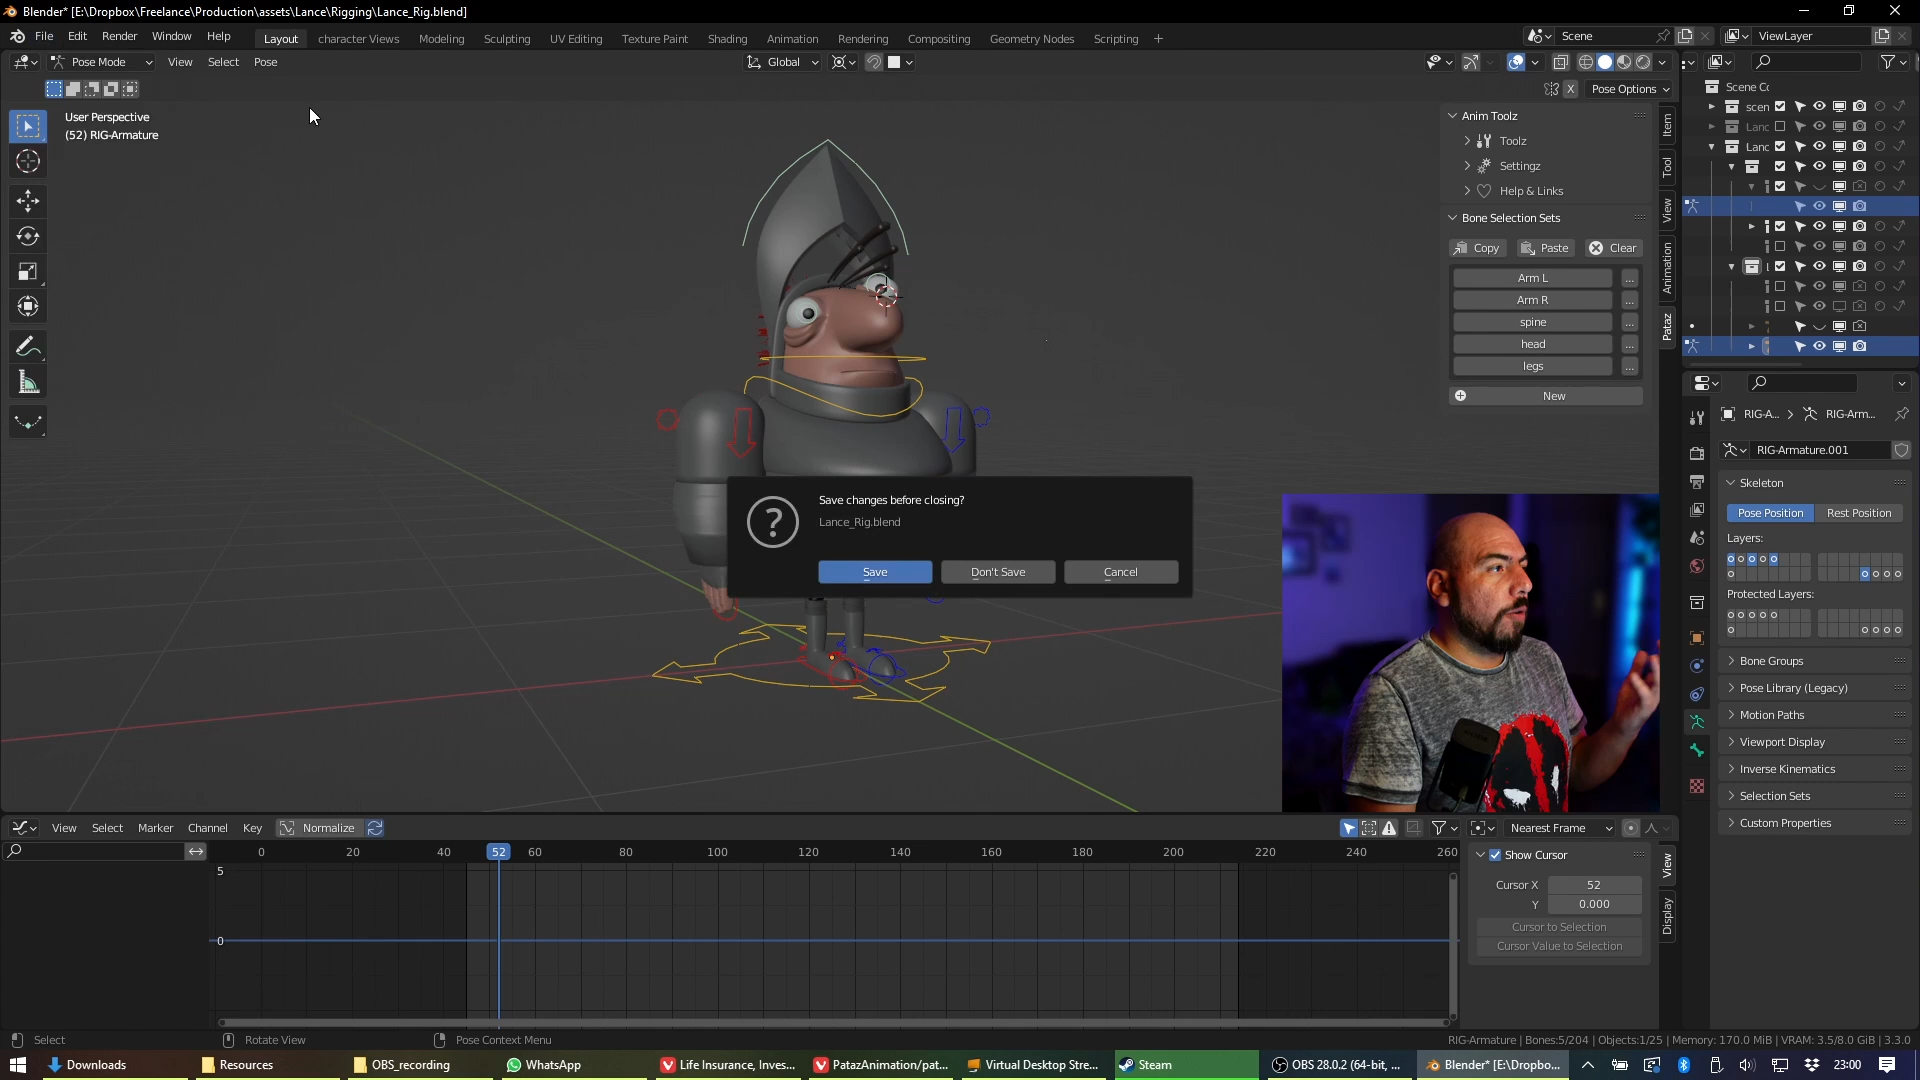 Blender* [E:\Dropbox\Freelance\Production\assets\Lance\Rigging\Lance_Rig.blend]
File Edit Render Window Help Layout character Views Modeling Sculpting UV Editing Texture Paint Shading Animation Rendering Compositing Geometry Nodes Scripting + Scene ViewLayer
Pose Mode View Select Pose Global
X Pose Options
Scene Cc
User Perspective
(52) RIG-Armature
scen
Lanc
Lanc
Anim Toolz
Toolz
Settingz
Help & Links
Bone Selection Sets
Copy Paste Clear
Arm L ...
Arm R ...
spine ...
head ...
legs ...
New
Item
Tool
View
Animation
Pataz
RIG-A... RIG-Arm...
RIG-Armature.001
Skeleton
Pose Position Rest Position
Layers:
Protected Layers:
Bone Groups
Pose Library (Legacy)
Motion Paths
Viewport Display
Inverse Kinematics
Selection Sets
Custom Properties
Save changes before closing?
Lance_Rig.blend
Save Don't Save Cancel
View Select Marker Channel Key Normalize Nearest Frame
0 20 40 52 60 80 100 120 140 160 180 200 220 240 260
5
0
Show Cursor
Cursor X 52
Y 0.000
Cursor to Selection
Cursor Value to Selection
View
Display
Select Rotate View Pose Context Menu RIG-Armature | Bones:5/204 | Objects:1/25 | Memory: 170.0 MiB | VRAM: 3.5/8.0 GiB | 3.3.0
Downloads Resources OBS_recording WhatsApp Life Insurance, Inves... PatazAnimation/pat... Virtual Desktop Stre... Steam OBS 28.0.2 (64-bit, ... Blender* [E:\Dropbo... 23:00